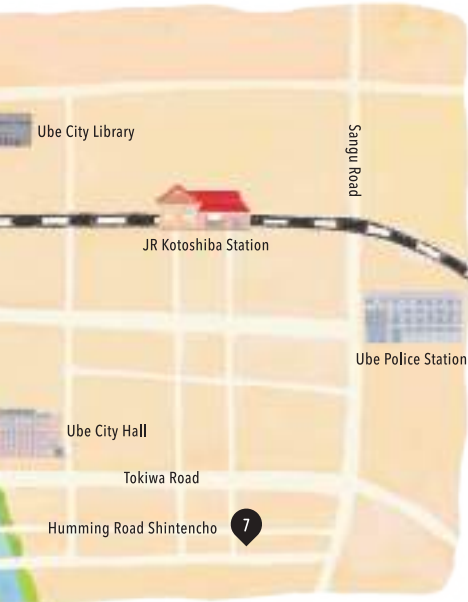 Ube City Library
Sangu Road
JR Kotoshiba Station
Ube Police Station
Ube City Hall
Tokiwa Road
Humming Road Shintencho
7